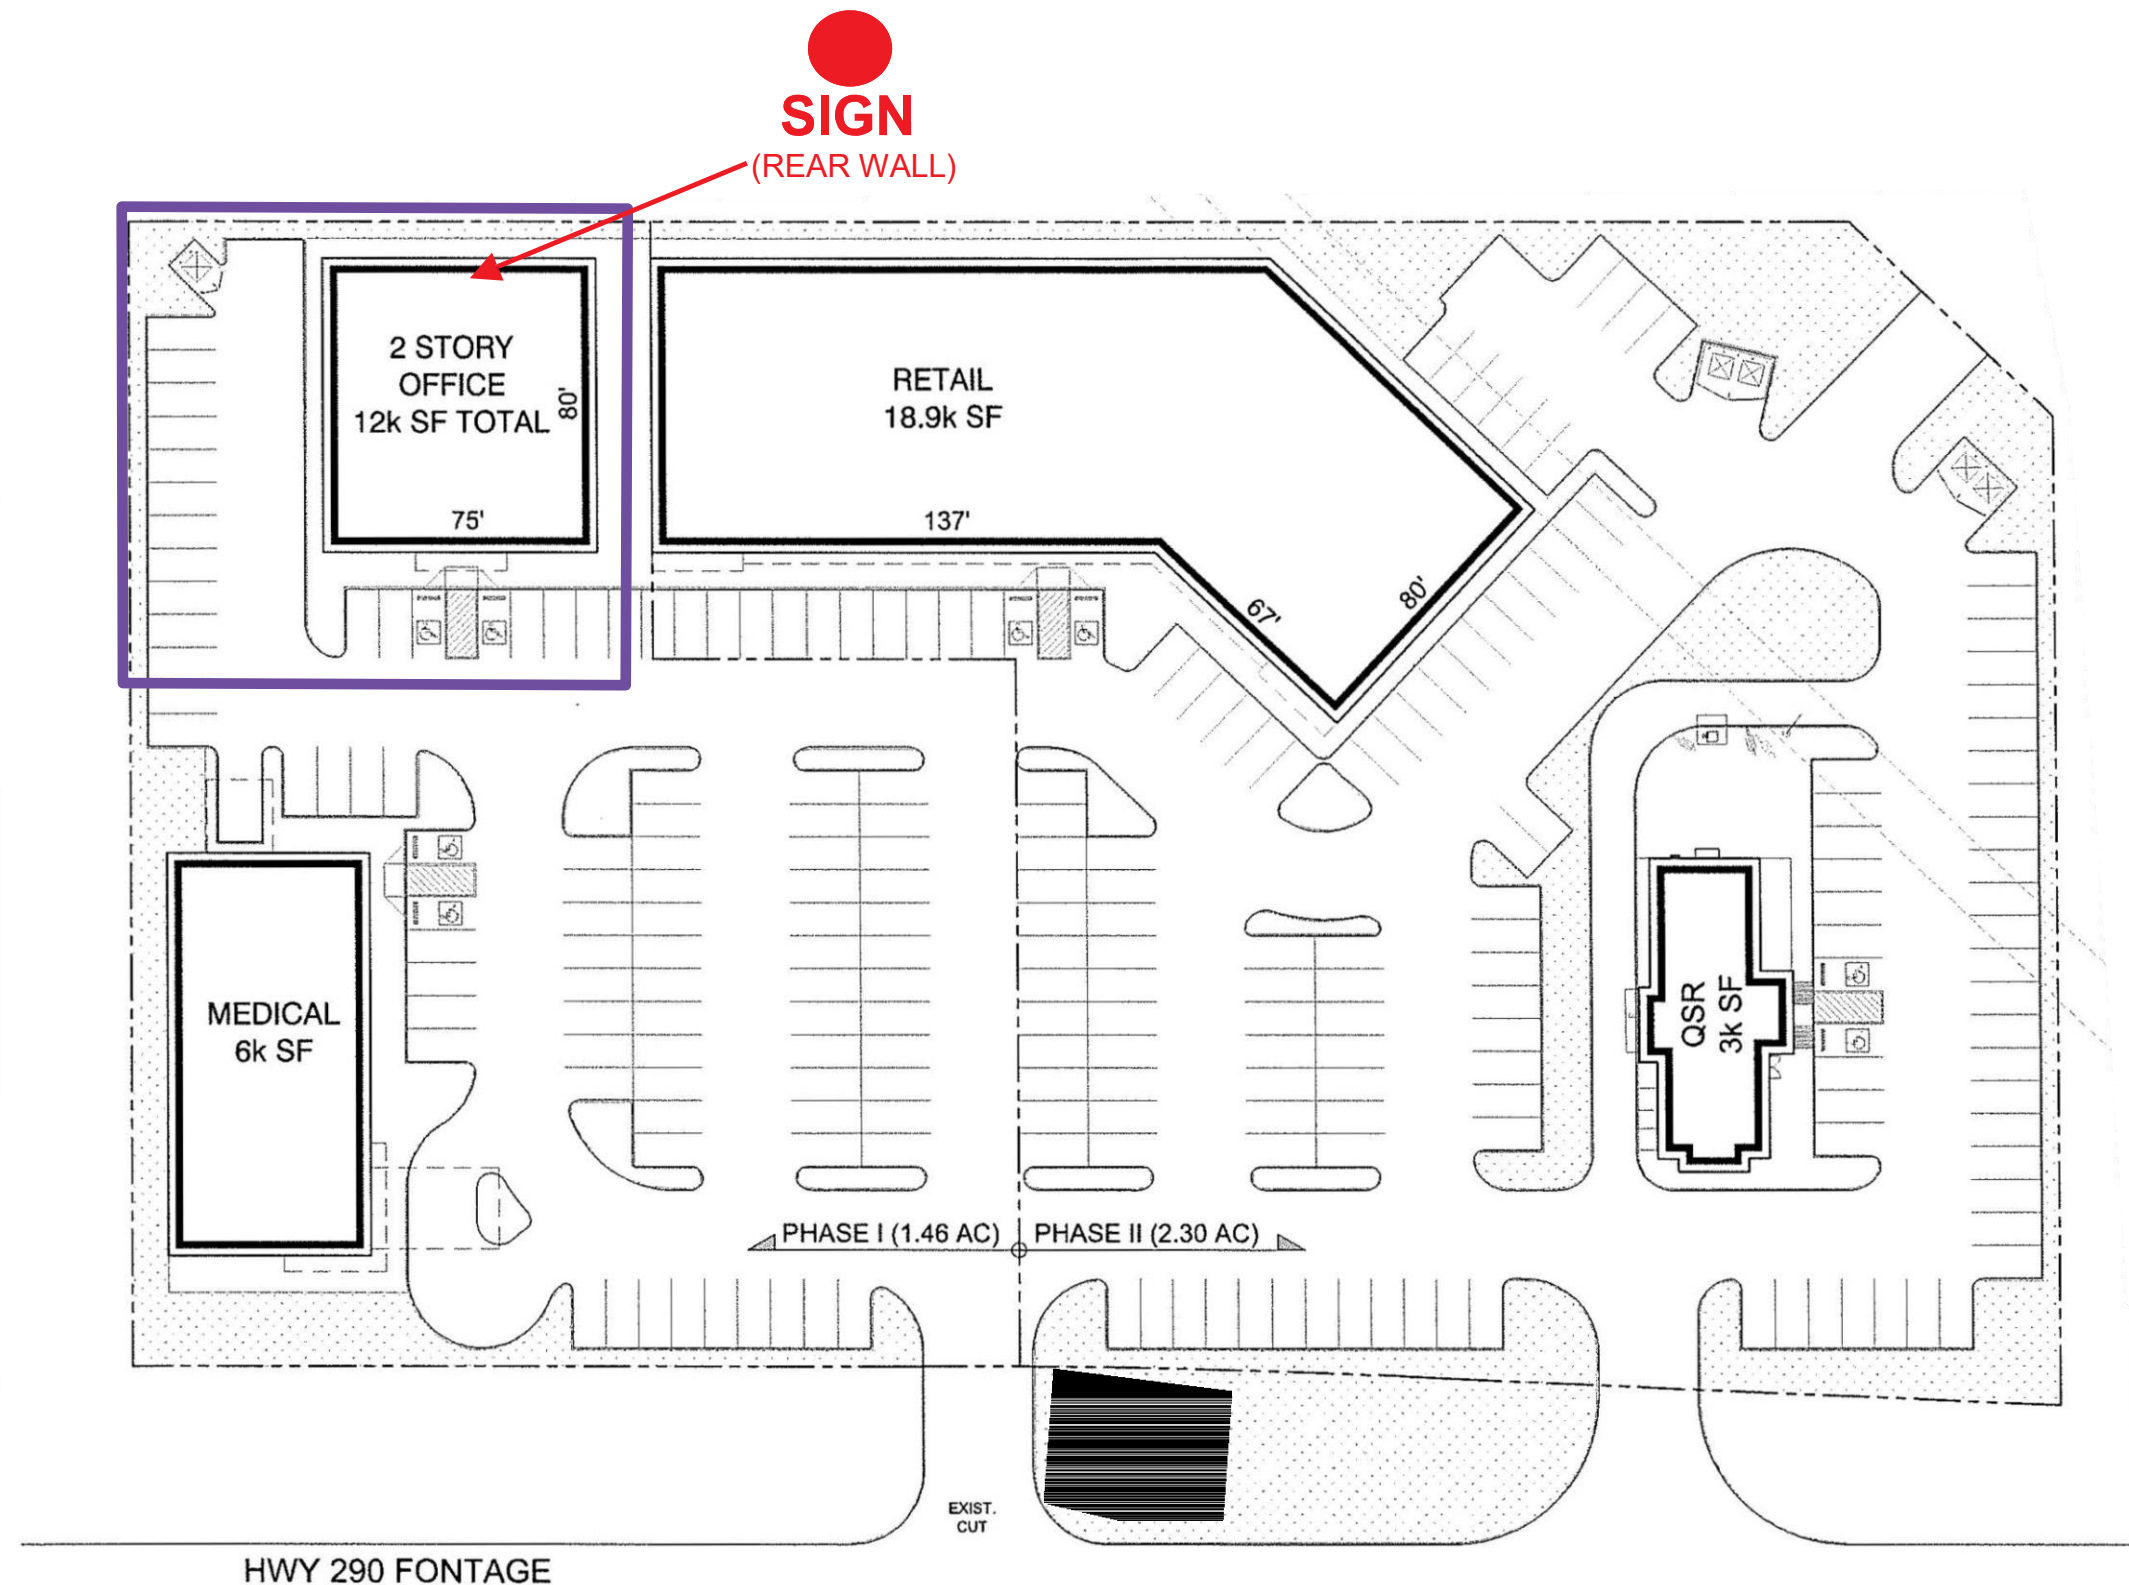 SIGN
(REAR WALL)
2 STORY
OFFICE
12k SF TOTAL
80'
75'
RETAIL
18.9k SF
137'
67'
80'
MEDICAL
6k SF
QSR
3k SF
PHASE I (1.46 AC)
PHASE II (2.30 AC)
EXIST.
CUT
HWY 290 FONTAGE